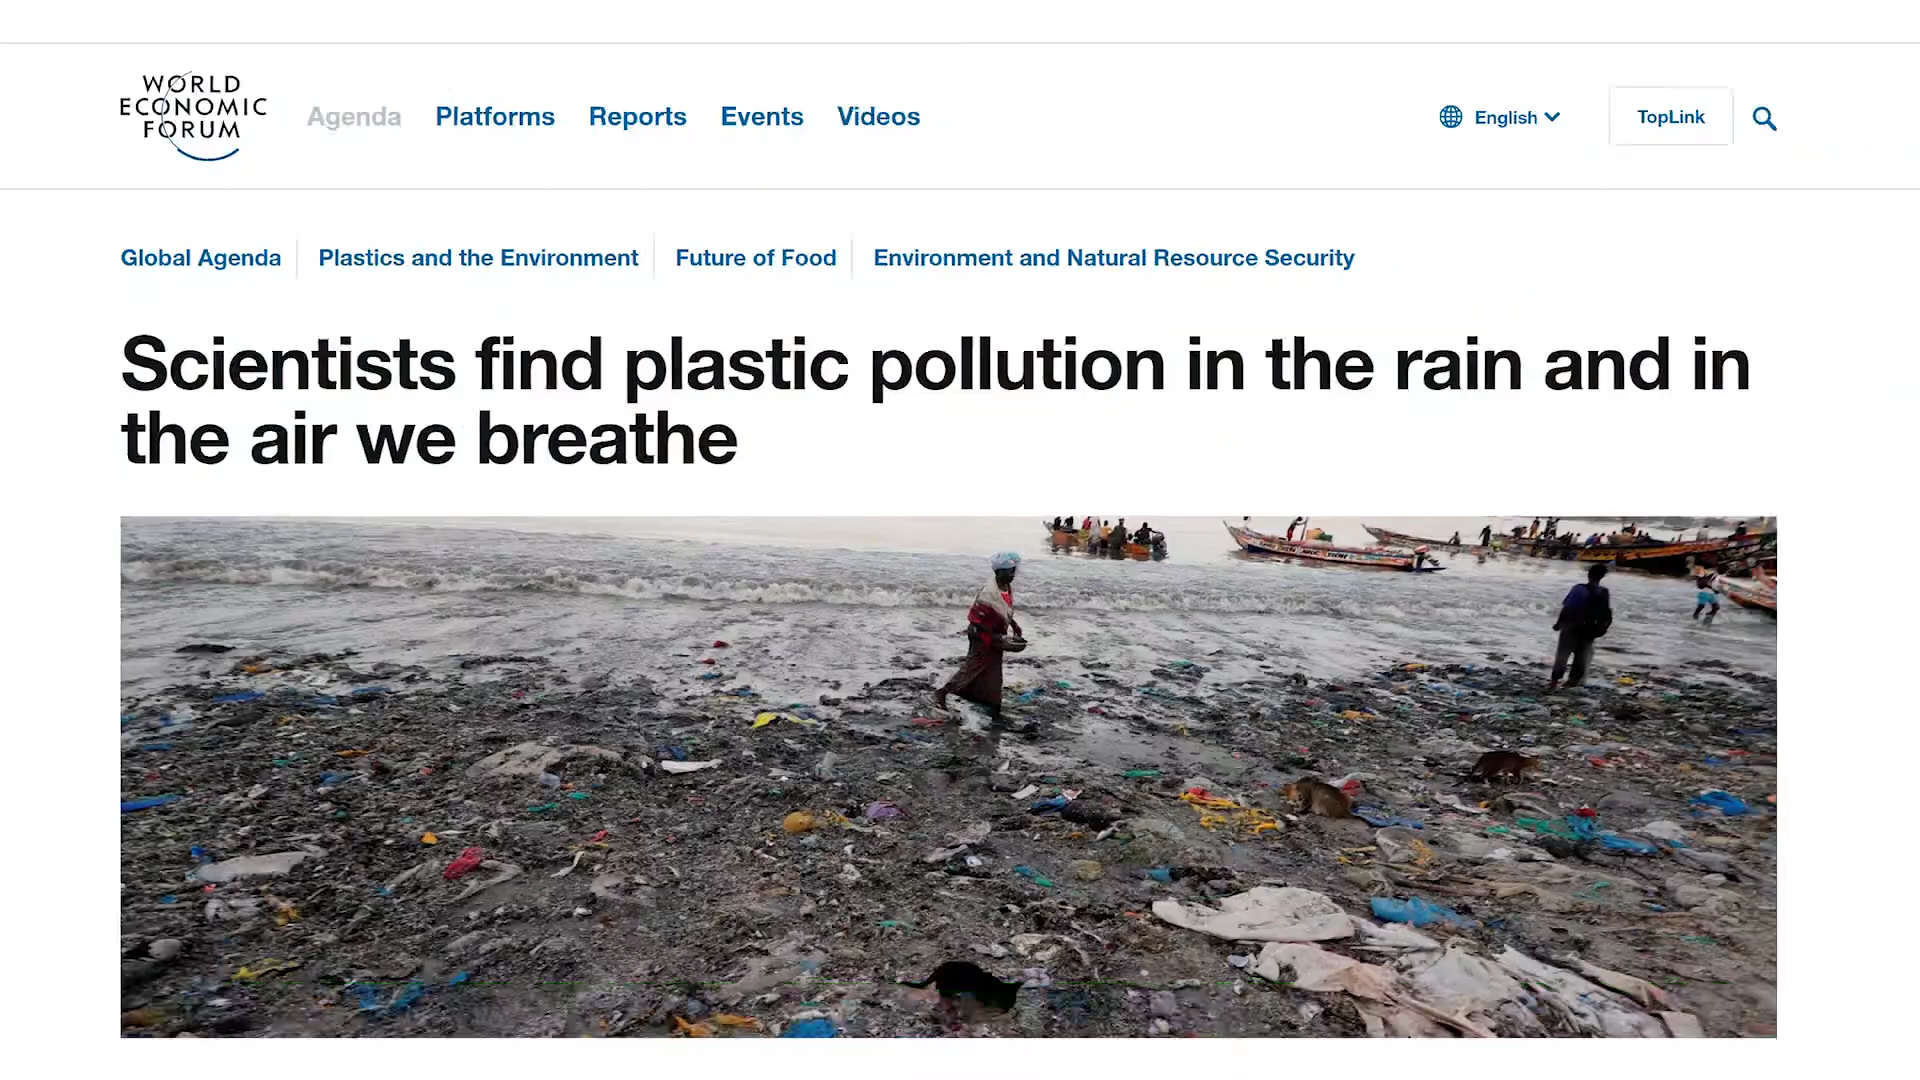 WORLD
ECONOMIC
FORUM
Agenda
Platforms
Reports
Events
Videos
English
TopLink
Global Agenda
Plastics and the Environment
Future of Food
Environment and Natural Resource Security
Scientists find plastic pollution in the rain and in
the air we breathe